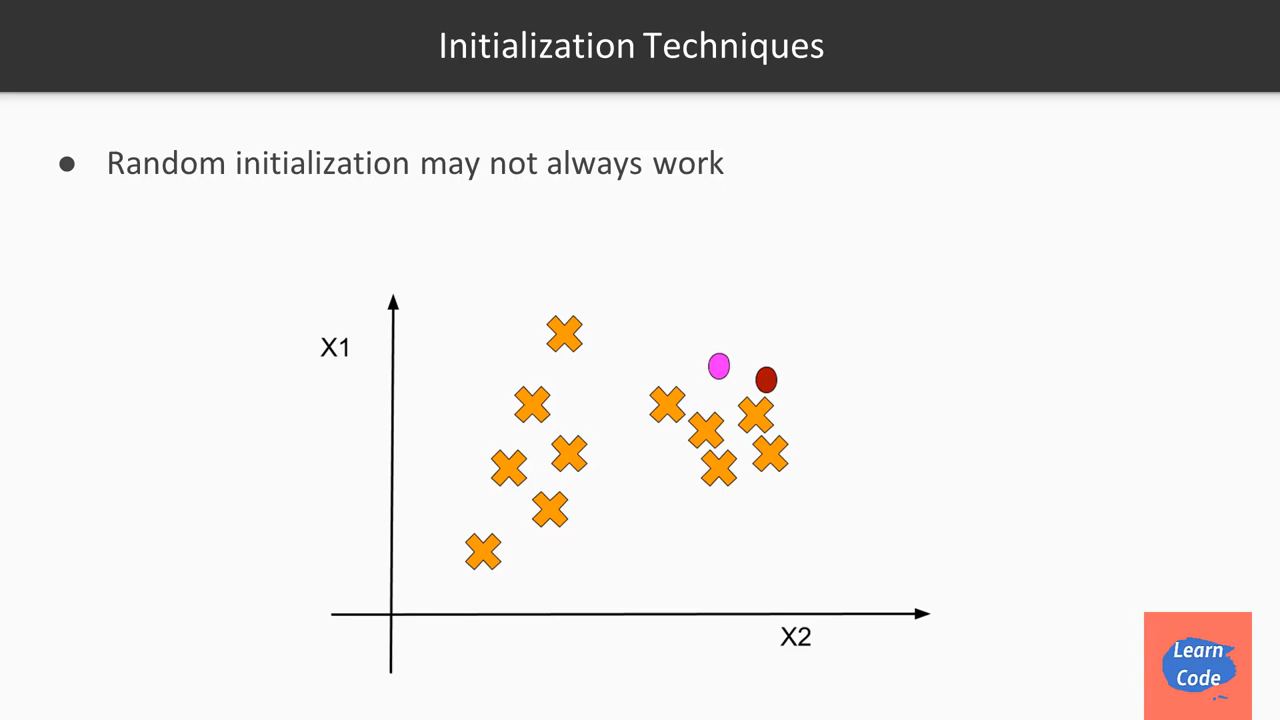 Initialization Techniques
● Random initialization may not always work
X1
X2
Learn
Code